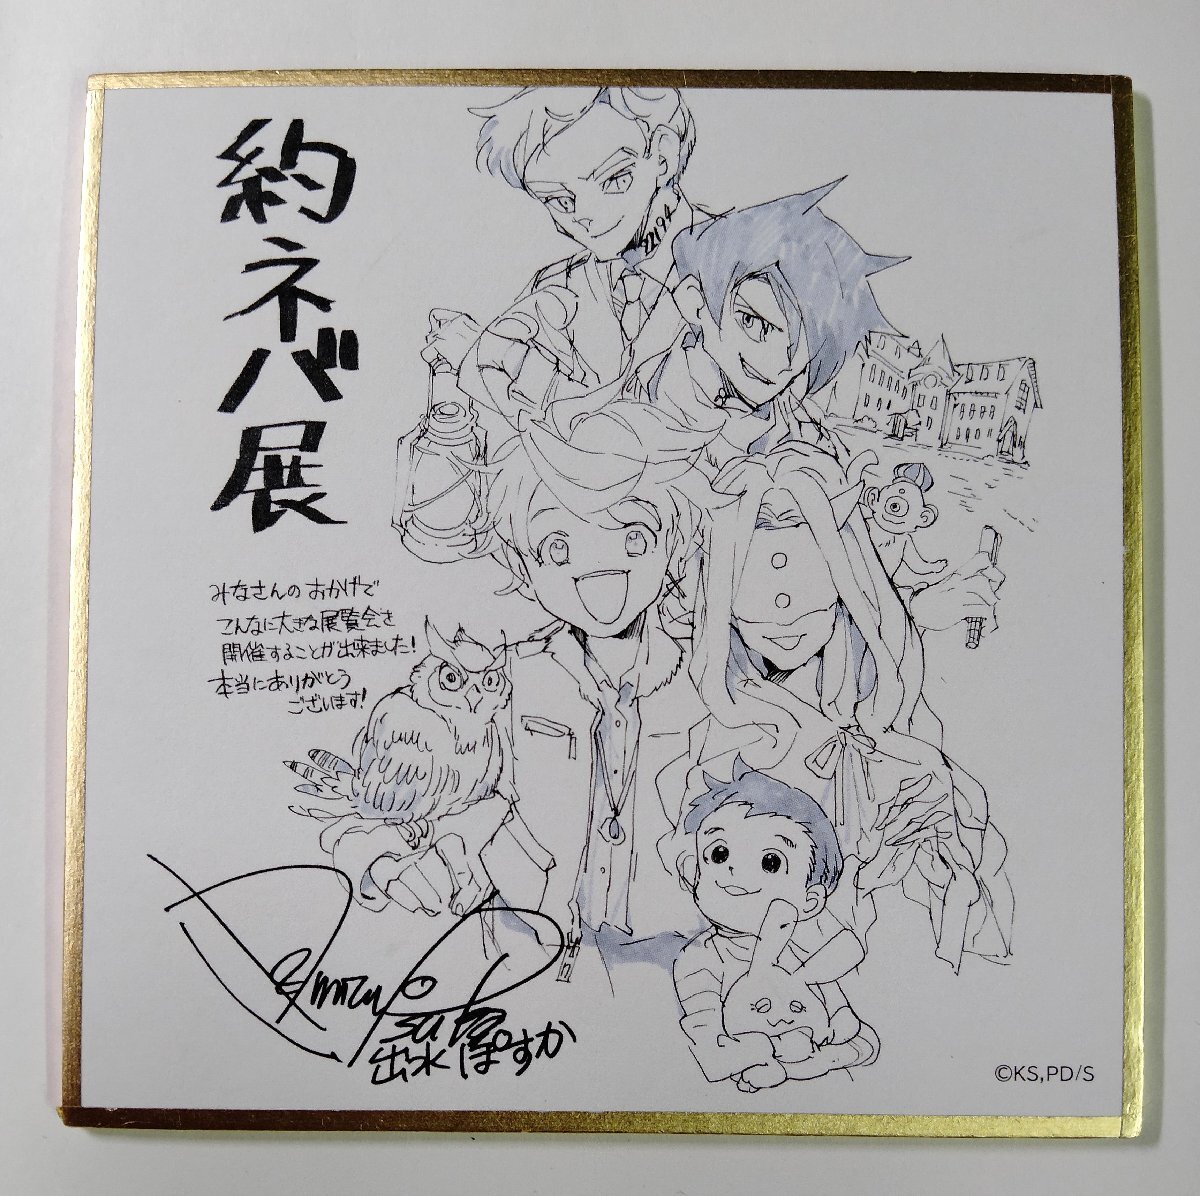 約ネバ展
みなさんの おかげで
こんなに大きな展覧会を
開催することが出来ました!
本当にありがとう
ございます!
22194
出水ぽすか
©KS,PD/S